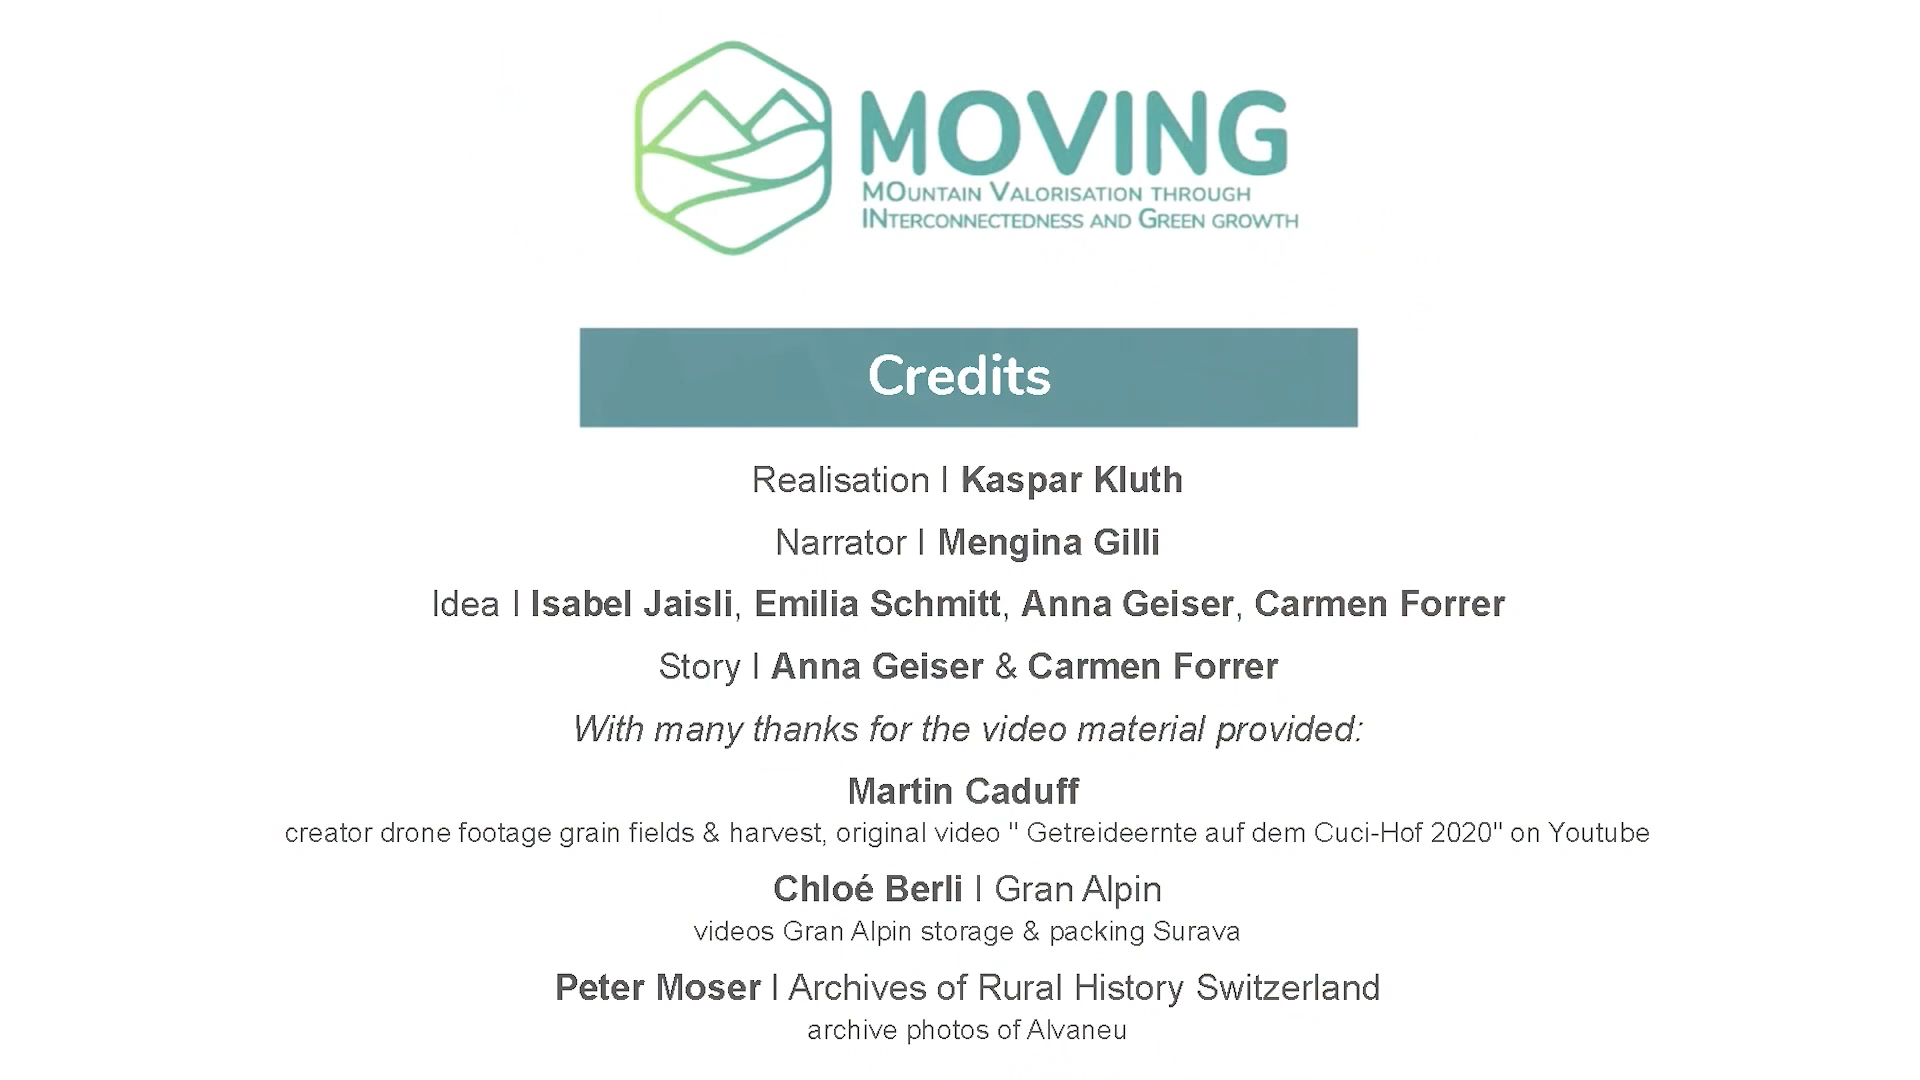 MOVING
MOUNTAIN VALORISATION THROUGH
INTERCONNECTEDNESS AND GREEN GROWTH
Credits
Realisation I Kaspar Kluth
Narrator I Mengina Gilli
Idea I Isabel Jaisli, Emilia Schmitt, Anna Geiser, Carmen Forrer
Story I Anna Geiser & Carmen Forrer
With many thanks for the video material provided:
Martin Caduff
creator drone footage grain fields & harvest, original video " Getreideernte auf dem Cuci-Hof 2020" on Youtube
Chloé Berli I Gran Alpin
videos Gran Alpin storage & packing Surava
Peter Moser I Archives of Rural History Switzerland
archive photos of Alvaneu